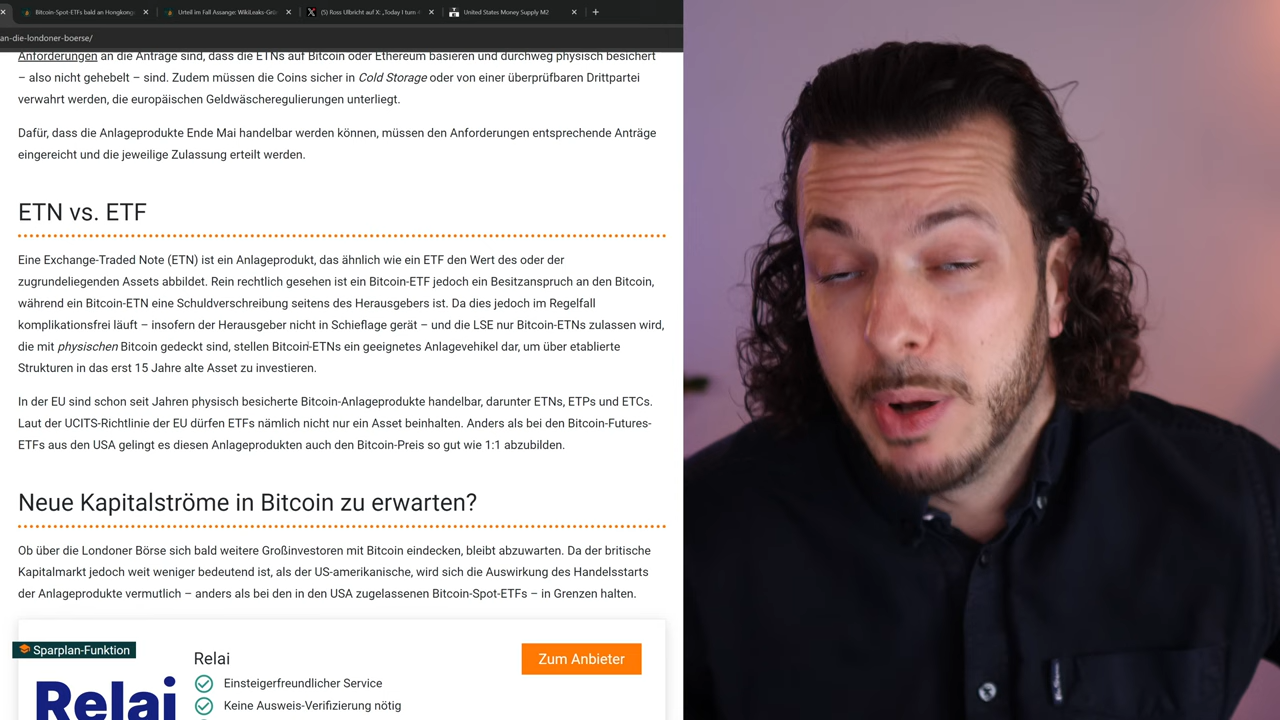 Bitcoin-Spot-ETFs bald an Hongkong
Urteil im Fall Assange: WikiLeaks-Grü
(5) Ross Ulbricht auf X: „Today I turn
United States Money Supply M2
an-die-londoner-boerse/
Anforderungen an die Anträge sind, dass die ETNs auf Bitcoin oder Ethereum basieren und durchweg physisch besichert
– also nicht gehebelt – sind. Zudem müssen die Coins sicher in Cold Storage oder von einer überprüfbaren Drittpartei
verwahrt werden, die europäischen Geldwäscheregulierungen unterliegt.
Dafür, dass die Anlageprodukte Ende Mai handelbar werden können, müssen den Anforderungen entsprechende Anträge
eingereicht und die jeweilige Zulassung erteilt werden.
ETN vs. ETF
Eine Exchange-Traded Note (ETN) ist ein Anlageprodukt, das ähnlich wie ein ETF den Wert des oder der
zugrundeliegenden Assets abbildet. Rein rechtlich gesehen ist ein Bitcoin-ETF jedoch ein Besitzanspruch an den Bitcoin,
während ein Bitcoin-ETN eine Schuldverschreibung seitens des Herausgebers ist. Da dies jedoch im Regelfall
komplikationsfrei läuft – insofern der Herausgeber nicht in Schieflage gerät – und die LSE nur Bitcoin-ETNs zulassen wird,
die mit physischen Bitcoin gedeckt sind, stellen Bitcoin-ETNs ein geeignetes Anlagevehikel dar, um über etablierte
Strukturen in das erst 15 Jahre alte Asset zu investieren.
In der EU sind schon seit Jahren physisch besicherte Bitcoin-Anlageprodukte handelbar, darunter ETNs, ETPs und ETCs.
Laut der UCITS-Richtlinie der EU dürfen ETFs nämlich nicht nur ein Asset beinhalten. Anders als bei den Bitcoin-Futures-
ETFs aus den USA gelingt es diesen Anlageprodukten auch den Bitcoin-Preis so gut wie 1:1 abzubilden.
Neue Kapitalströme in Bitcoin zu erwarten?
Ob über die Londoner Börse sich bald weitere Großinvestoren mit Bitcoin eindecken, bleibt abzuwarten. Da der britische
Kapitalmarkt jedoch weit weniger bedeutend ist, als der US-amerikanische, wird sich die Auswirkung des Handelsstarts
der Anlageprodukte vermutlich – anders als bei den in den USA zugelassenen Bitcoin-Spot-ETFs – in Grenzen halten.
Sparplan-Funktion
Relai
Relai
Zum Anbieter
Einsteigerfreundlicher Service
Keine Ausweis-Verifizierung nötig